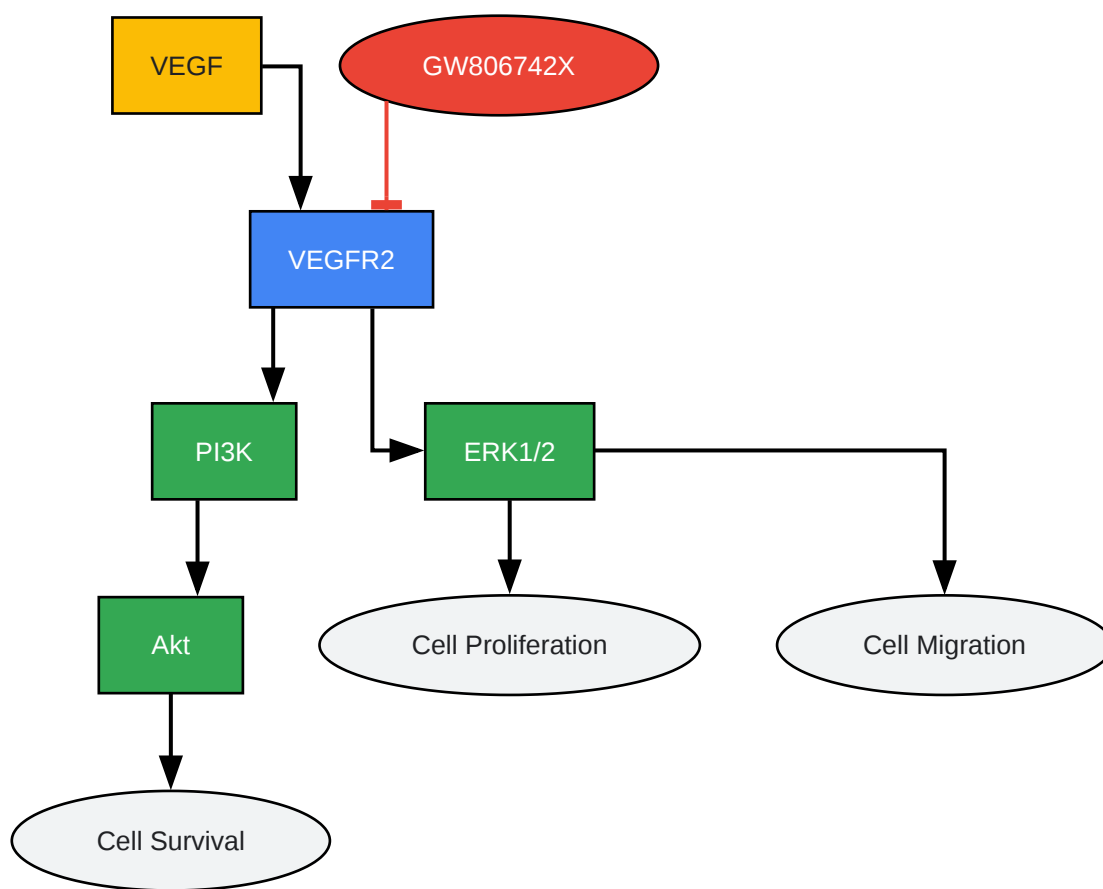 VEGF
GW806742X
VEGFR2
PI3K
ERK1/2
Akt
Cell Proliferation
Cell Migration
Cell Survival